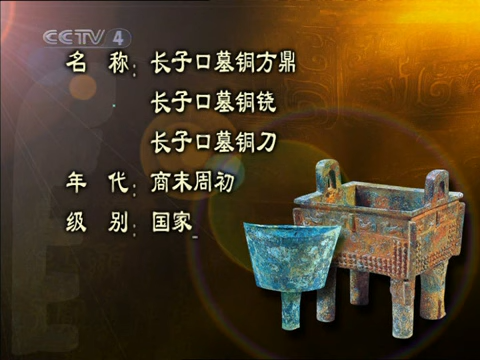 CCTV 4
名 称：长子口墓铜方鼎
长子口墓铜铙
长子口墓铜刀
年 代：商末周初
级 别：国家